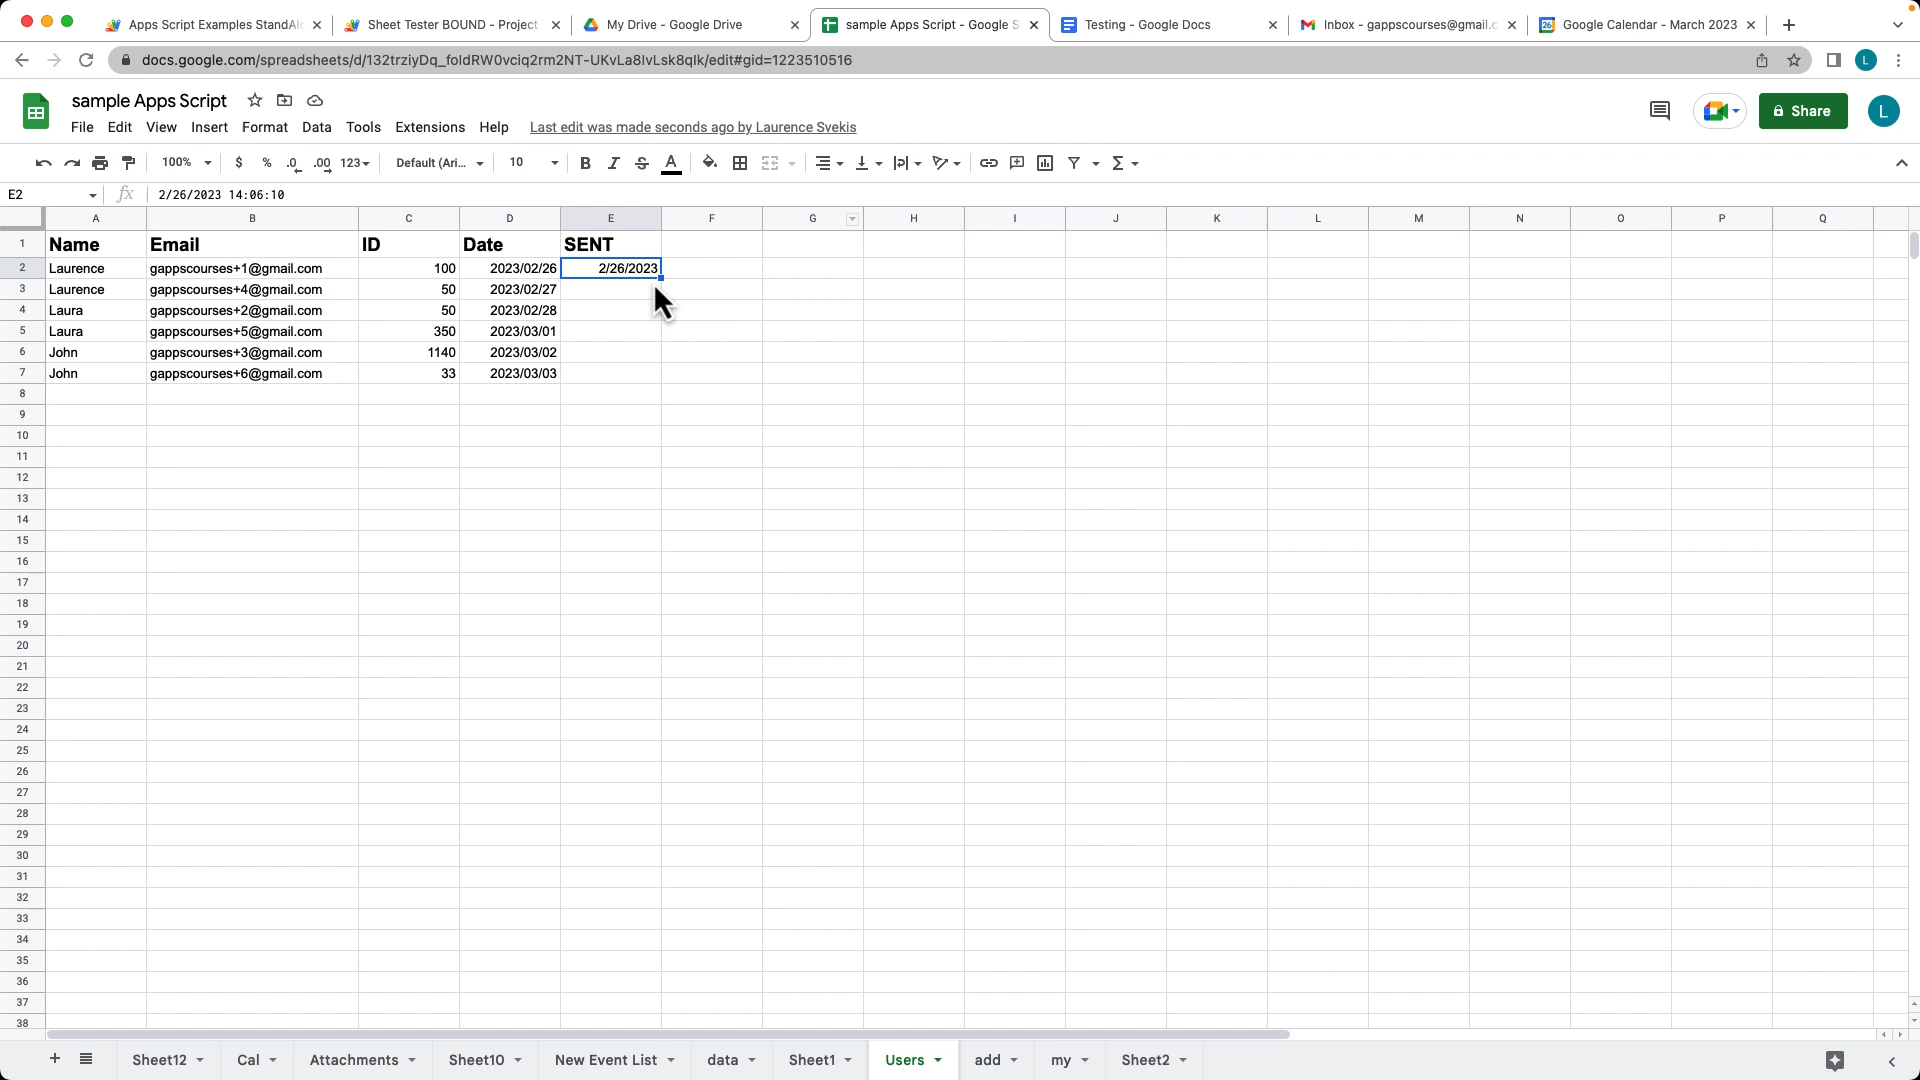 Apps Script Examples StandAl
Sheet Tester BOUND - Project
My Drive - Google Drive
sample Apps Script - Google S
Testing - Google Docs
Inbox - gappscourses@gmail.c
Google Calendar - March 2023
docs.google.com/spreadsheets/d/132trziyDq_foldRW0vciq2rm2NT-UKvLa8lvLsk8qlk/edit#gid=1223510516
L
sample Apps Script
File Edit View Insert Format Data Tools Extensions Help Last edit was made seconds ago by Laurence Svekis
Share
L
100% $ % .0 .00 123 Default (Ari... 10 B I S A Σ
E2 fx 2/26/2023 14:06:10
A B C D E F G H I J K L M N O P Q
1 Name Email ID Date SENT
2 Laurence gappscourses+1@gmail.com 100 2023/02/26 2/26/2023
3 Laurence gappscourses+4@gmail.com 50 2023/02/27
4 Laura gappscourses+2@gmail.com 50 2023/02/28
5 Laura gappscourses+5@gmail.com 350 2023/03/01
6 John gappscourses+3@gmail.com 1140 2023/03/02
7 John gappscourses+6@gmail.com 33 2023/03/03
8
9
10
11
12
13
14
15
16
17
18
19
20
21
22
23
24
25
26
27
28
29
30
31
32
33
34
35
36
37
38
Sheet12 Cal Attachments Sheet10 New Event List data Sheet1 Users add my Sheet2